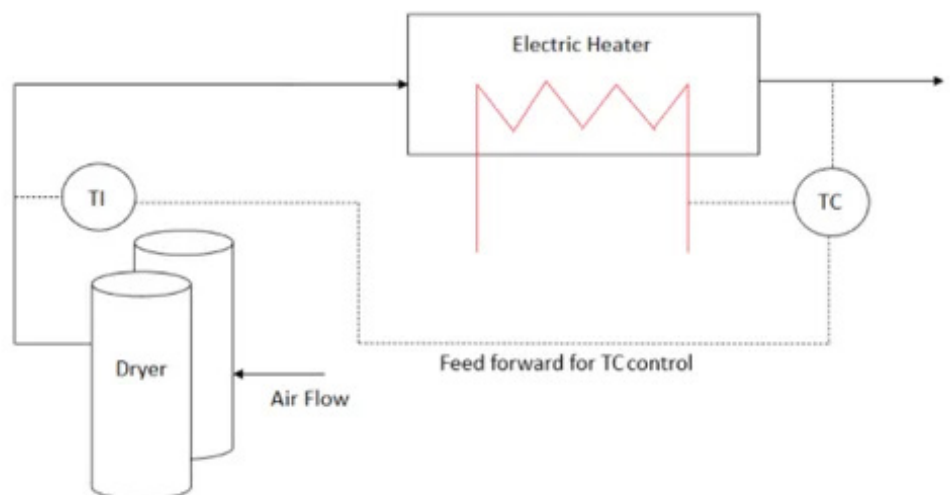 Electric Heater
TI
TC
Dryer
Air Flow
Feed forward for TC control